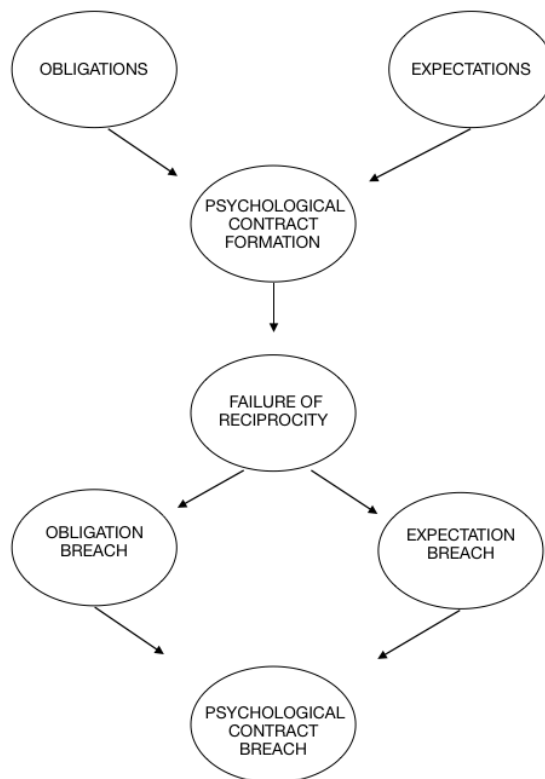 OBLIGATIONS
EXPECTATIONS
PSYCHOLOGICAL
CONTRACT
FORMATION
FAILURE OF
RECIPROCITY
OBLIGATION
BREACH
EXPECTATION
BREACH
PSYCHOLOGICAL
CONTRACT
BREACH